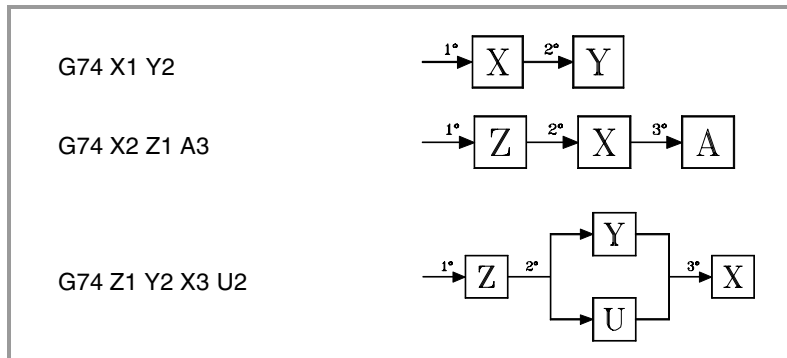 G74 X1 Y2
1° X 2° Y
G74 X2 Z1 A3
1° Z 2° X 3° A
G74 Z1 Y2 X3 U2
1° Z 2° Y U 3° X